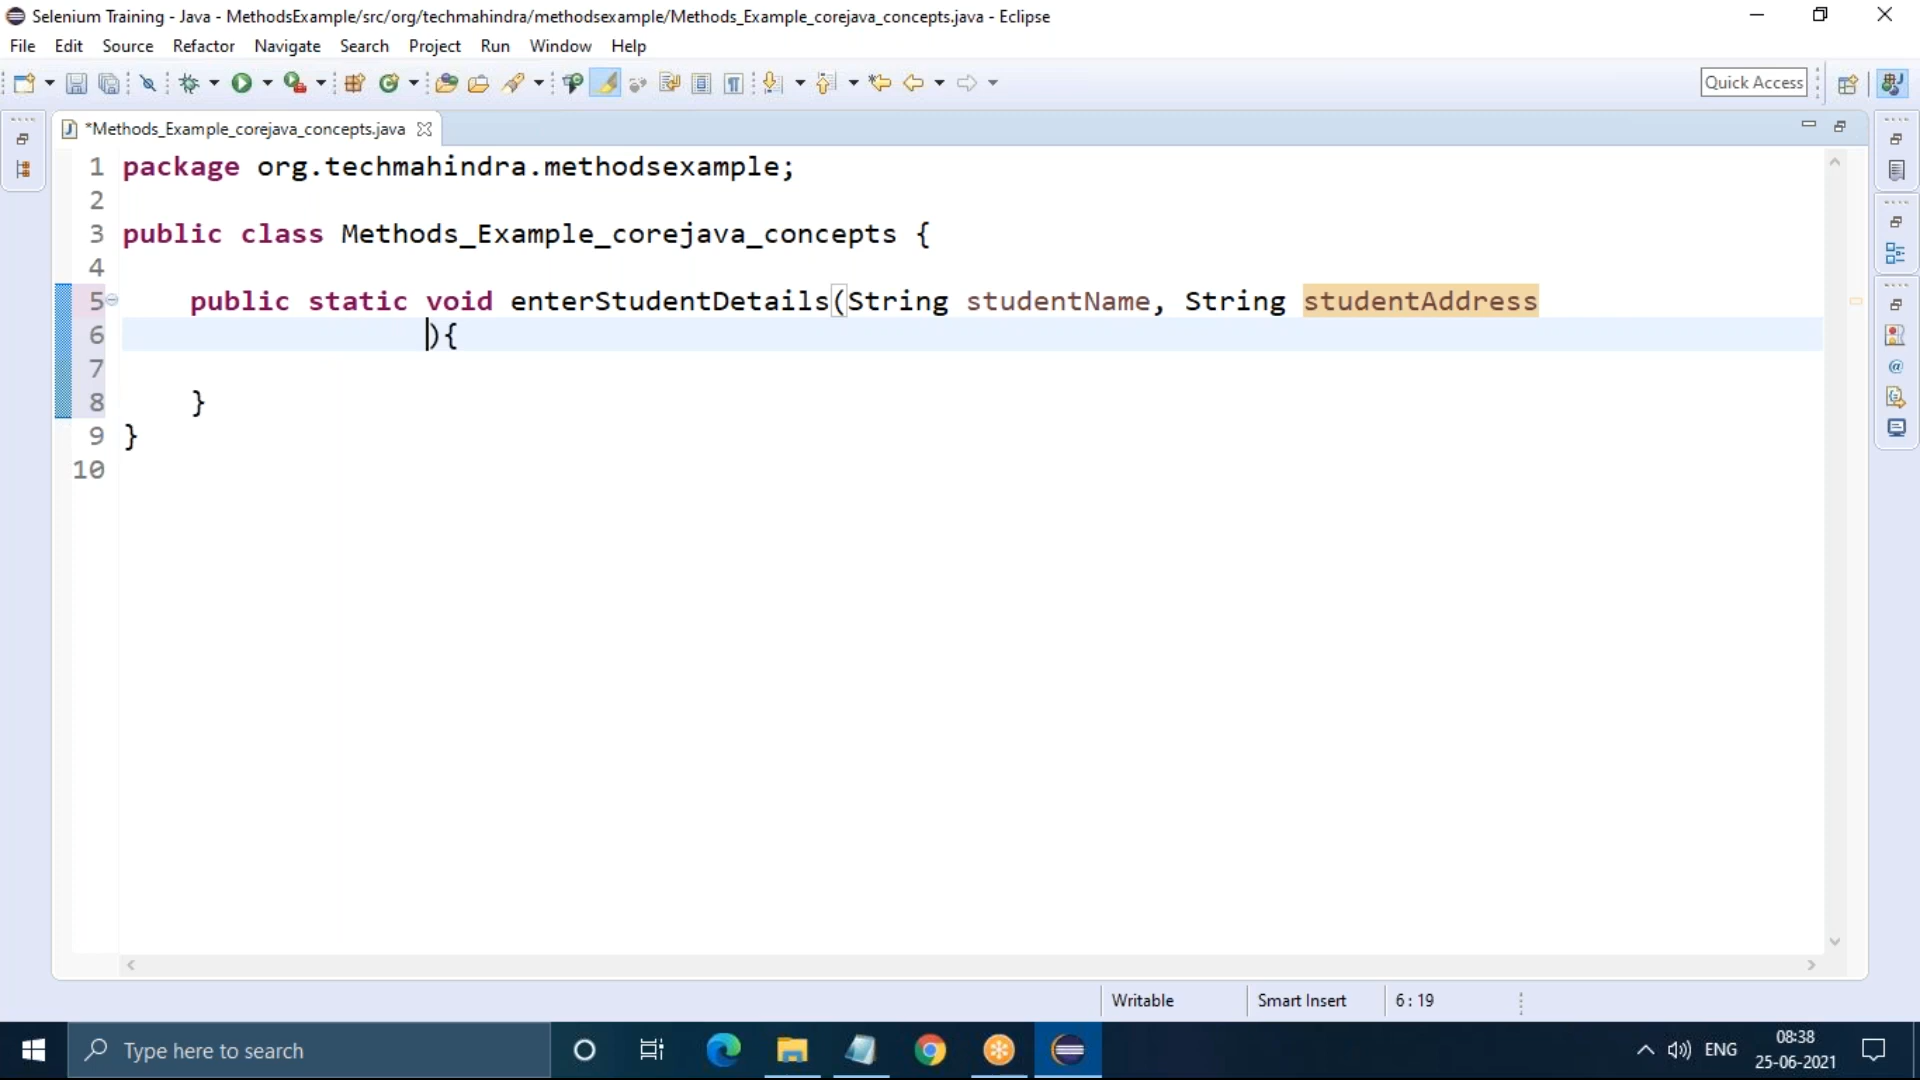 Selenium Training - Java - MethodsExample/src/org/techmahindra/methodsexample/Methods_Example_corejava_concepts.java - Eclipse
File Edit Source Refactor Navigate Search Project Run Window Help
Quick Access
*Methods_Example_corejava_concepts.java
1 package org.techmahindra.methodsexample;
2
3 public class Methods_Example_corejava_concepts {
4
5 public static void enterStudentDetails(String studentName, String studentAddress
6 ){
7
8 }
9 }
10
Writable Smart Insert 6 : 19
Type here to search
ENG
08:38
25-06-2021